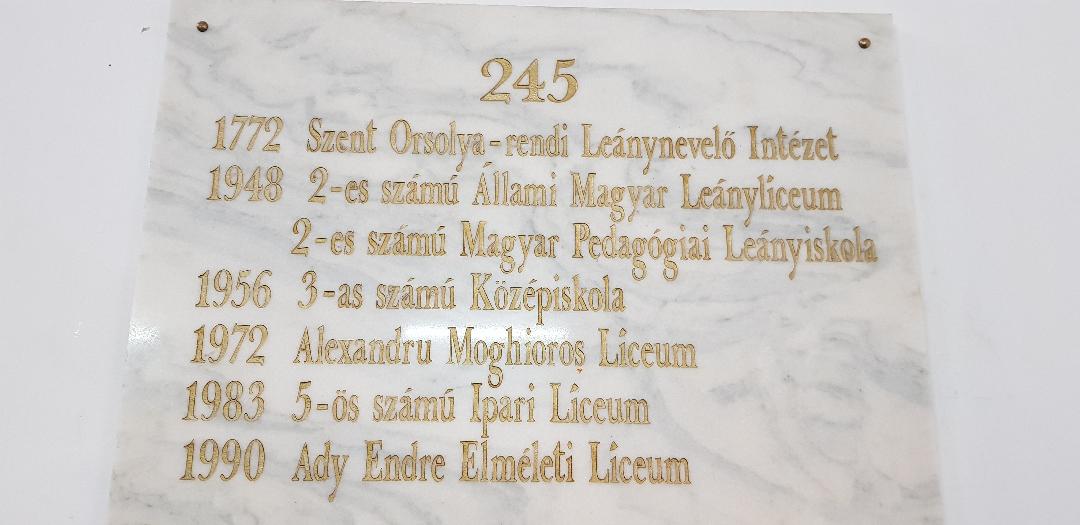 245
1772 Szent Orsolya-rendi Leánynevelő Intézet
1948 2-es számú Állami Magyar Leánylíceum
2-es számú Magyar Pedagógiai Leányiskola
1956 3-as számú Középiskola
1972 Alexandru Moghioros Líceum
1983 5-ös számú Ipari Líceum
1990 Ady Endre Elméleti Líceum